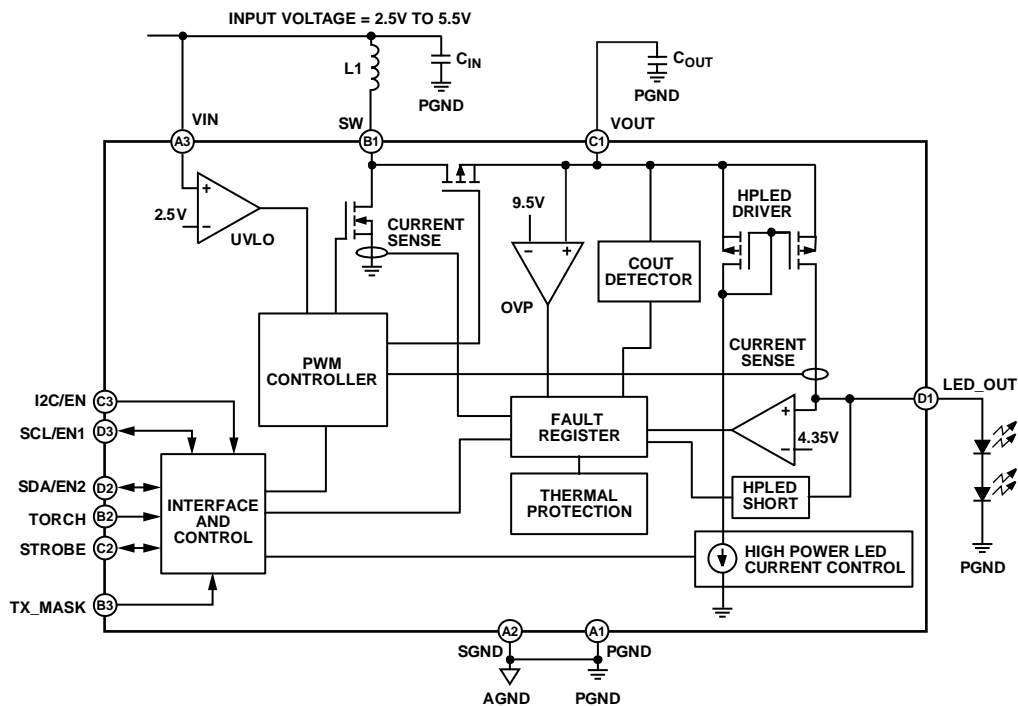 INPUT VOLTAGE = 2.5V TO 5.5V
L1
CIN
PGND
COUT
PGND
VIN
SW
VOUT
A3
B1
C1
+
2.5V
−
UVLO
CURRENT
SENSE
9.5V
−
+
OVP
COUT
DETECTOR
HPLED
DRIVER
PWM
CONTROLLER
CURRENT
SENSE
LED_OUT
D1
+
4.35V
−
FAULT
REGISTER
HPLED
SHORT
THERMAL
PROTECTION
HIGH POWER LED
CURRENT CONTROL
PGND
I2C/EN
C3
SCL/EN1
D3
SDA/EN2
D2
TORCH
B2
STROBE
C2
TX_MASK
B3
INTERFACE
AND
CONTROL
A2
A1
SGND
PGND
AGND
PGND